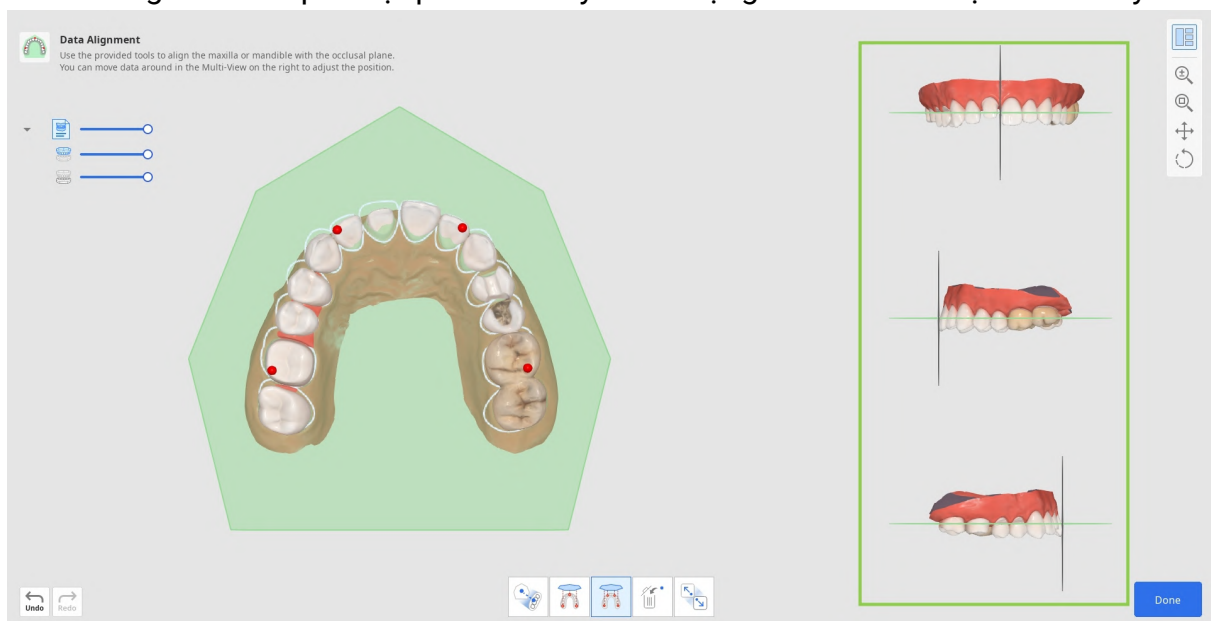 Data Alignment
Use the provided tools to align the maxilla or mandible with the occlusal plane.
You can move data around in the Multi-View on the right to adjust the position.
Undo
Redo
Done